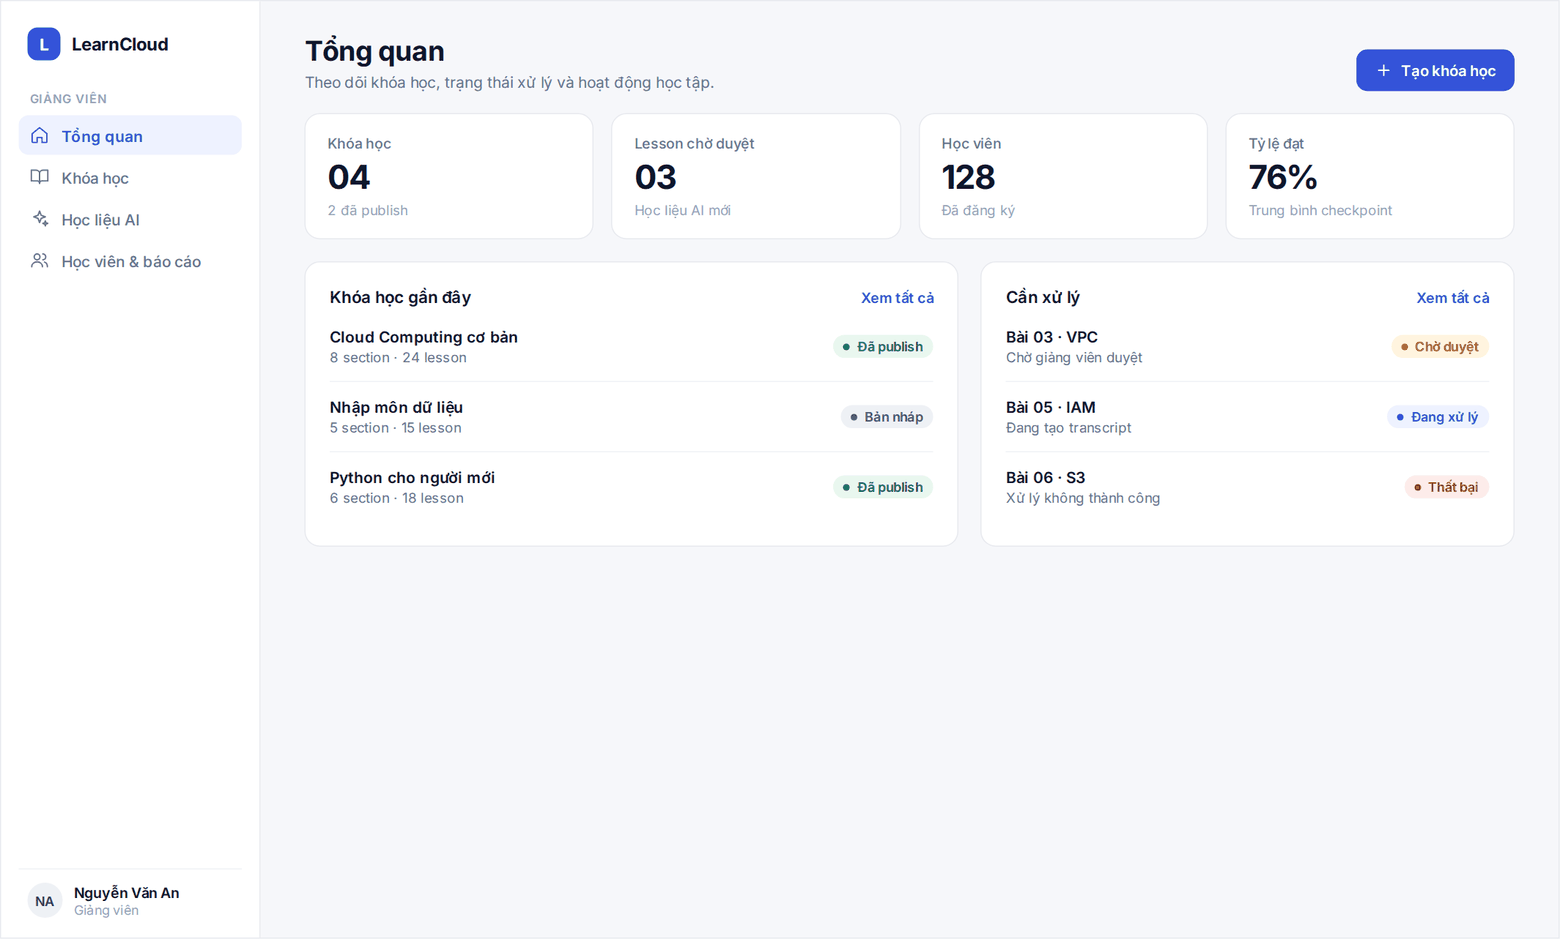 L LearnCloud
GIẢNG VIÊN
Tổng quan
Khóa học
Học liệu AI
Học viên & báo cáo
NA
Nguyễn Văn An
Giảng viên
Tổng quan
Theo dõi khóa học, trạng thái xử lý và hoạt động học tập.
+ Tạo khóa học
Khóa học
04
2 đã publish
Lesson chờ duyệt
03
Học liệu AI mới
Học viên
128
Đã đăng ký
Tỷ lệ đạt
76%
Trung bình checkpoint
Khóa học gần đây
Xem tất cả
Cloud Computing cơ bản
8 section · 24 lesson
Đã publish
Nhập môn dữ liệu
5 section · 15 lesson
Bản nháp
Python cho người mới
6 section · 18 lesson
Đã publish
Cần xử lý
Xem tất cả
Bài 03 · VPC
Chờ giảng viên duyệt
Chờ duyệt
Bài 05 · IAM
Đang tạo transcript
Đang xử lý
Bài 06 · S3
Xử lý không thành công
Thất bại